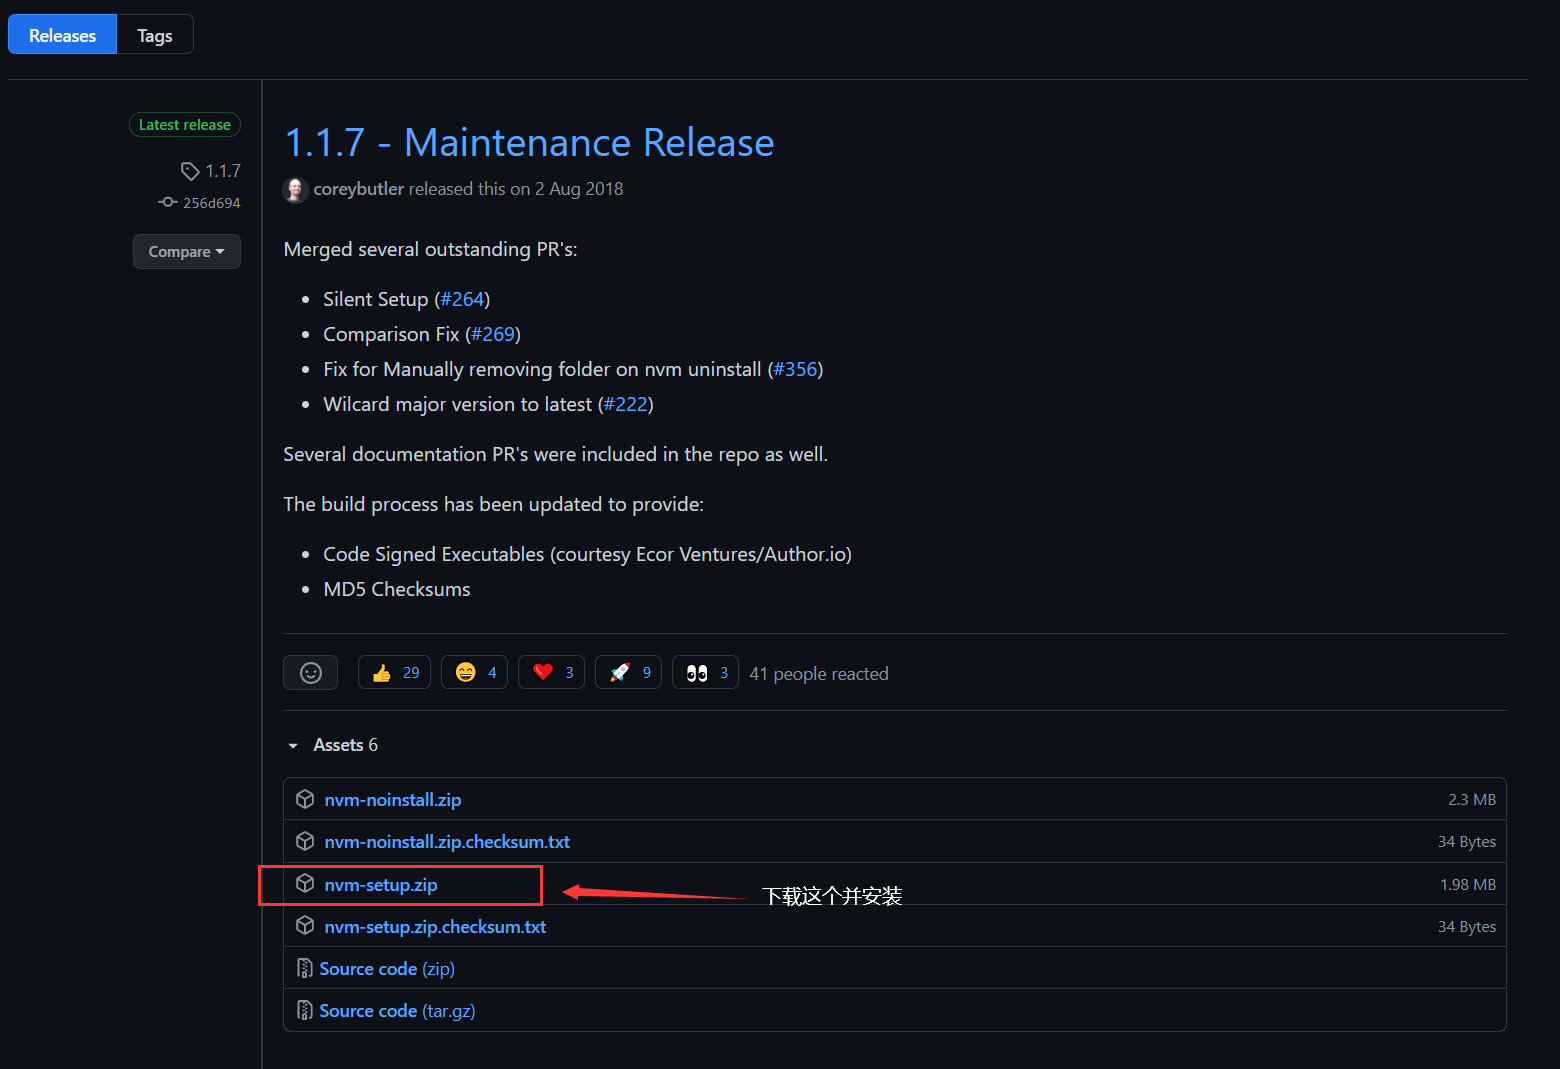 Releases Tags
Latest release
1.1.7
256d694
Compare
1.1.7 - Maintenance Release
coreybutler released this on 2 Aug 2018
Merged several outstanding PR's:
Silent Setup (#264)
Comparison Fix (#269)
Fix for Manually removing folder on nvm uninstall (#356)
Wilcard major version to latest (#222)
Several documentation PR's were included in the repo as well.
The build process has been updated to provide:
Code Signed Executables (courtesy Ecor Ventures/Author.io)
MD5 Checksums
29 4 3 9 3 41 people reacted
Assets 6
nvm-noinstall.zip 2.3 MB
nvm-noinstall.zip.checksum.txt 34 Bytes
nvm-setup.zip 下载这个并安装 1.98 MB
nvm-setup.zip.checksum.txt 34 Bytes
Source code (zip)
Source code (tar.gz)